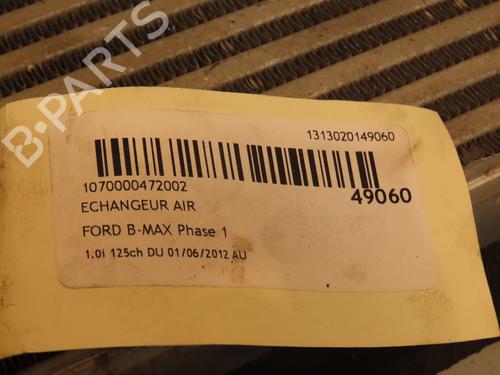 B-PARTS
1313020149060
1070000472002
49060
ECHANGEUR AIR
FORD B-MAX Phase 1
1.0i 125ch DU 01/06/2012 AU